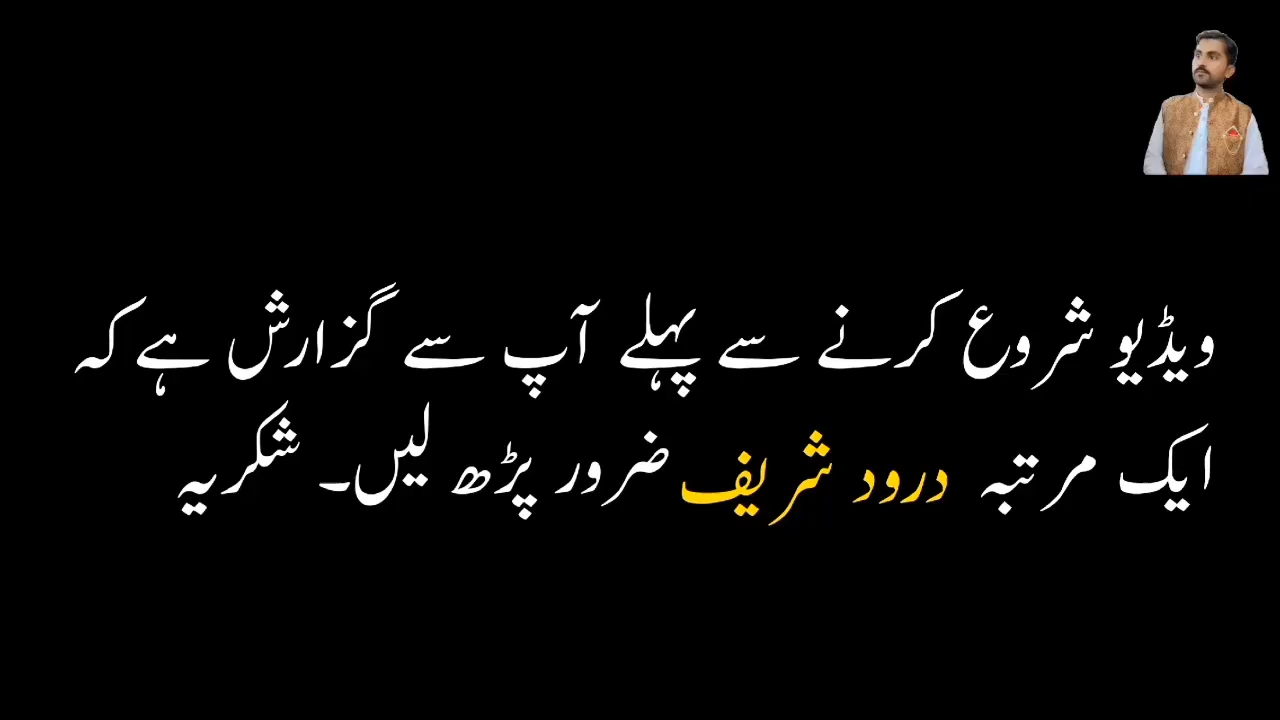 ویڈیو شروع کرنے سے پہلے آپ سے گزارش ہے کہ
ایک مرتبہ درود شریف ضرور پڑھ لیں۔ شکریہ